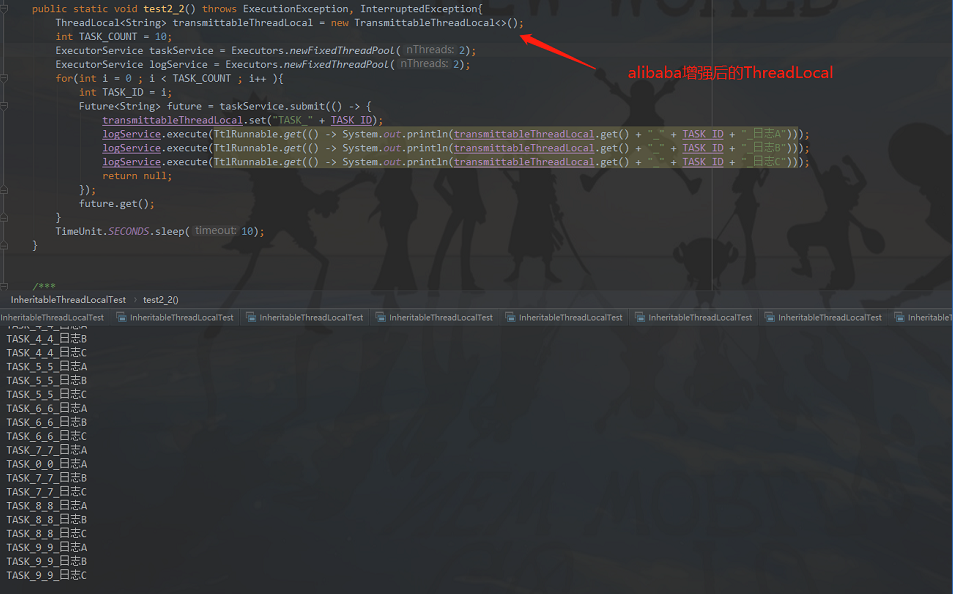 NEW WORLD
public static void test2_2() throws ExecutionException, InterruptedException{
ThreadLocal<String> transmittableThreadLocal = new TransmittableThreadLocal<>();
int TASK_COUNT = 10;
ExecutorService taskService = Executors.newFixedThreadPool( nThreads: 2);
ExecutorService logService = Executors.newFixedThreadPool( nThreads: 2);
alibaba增强后的ThreadLocal
for(int i = 0 ; i < TASK_COUNT ; i++ ){
int TASK_ID = i;
Future<String> future = taskService.submit(() -> {
transmittableThreadLocal.set("TASK_" + TASK_ID);
logService.execute(TtlRunnable.get(() -> System.out.println(transmittableThreadLocal.get() + "_" + TASK_ID + "_日志A")));
logService.execute(TtlRunnable.get(() -> System.out.println(transmittableThreadLocal.get() + "_" + TASK_ID + "_日志B")));
logService.execute(TtlRunnable.get(() -> System.out.println(transmittableThreadLocal.get() + "_" + TASK_ID + "_日志C")));
return null;
});
future.get();
}
TimeUnit.SECONDS.sleep( timeout: 10);
}
/***
InheritableThreadLocalTest › test2_2()
InheritableThreadLocalTest InheritableThreadLocalTest InheritableThreadLocalTest InheritableThreadLocalTest InheritableThreadLocalTest InheritableThreadLocalTest InheritableThreadLocalTest InheritableT
TASK_4_4_日志A
TASK_4_4_日志B
TASK_4_4_日志C
TASK_5_5_日志A
TASK_5_5_日志B
TASK_5_5_日志C
TASK_6_6_日志A
TASK_6_6_日志B
TASK_6_6_日志C
TASK_7_7_日志A
TASK_0_0_日志A
TASK_7_7_日志B
TASK_7_7_日志C
TASK_8_8_日志A
TASK_8_8_日志B
TASK_8_8_日志C
TASK_9_9_日志A
TASK_9_9_日志B
TASK_9_9_日志C